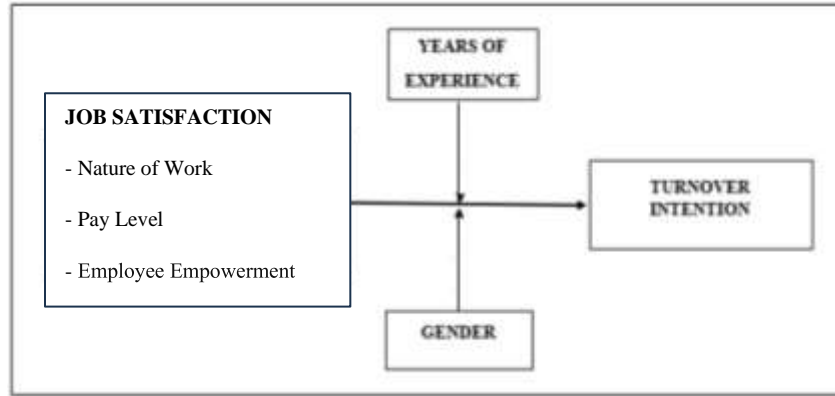 YEARS OF
EXPERIENCE
JOB SATISFACTION
- Nature of Work
- Pay Level
- Employee Empowerment
TURNOVER
INTENTION
GENDER